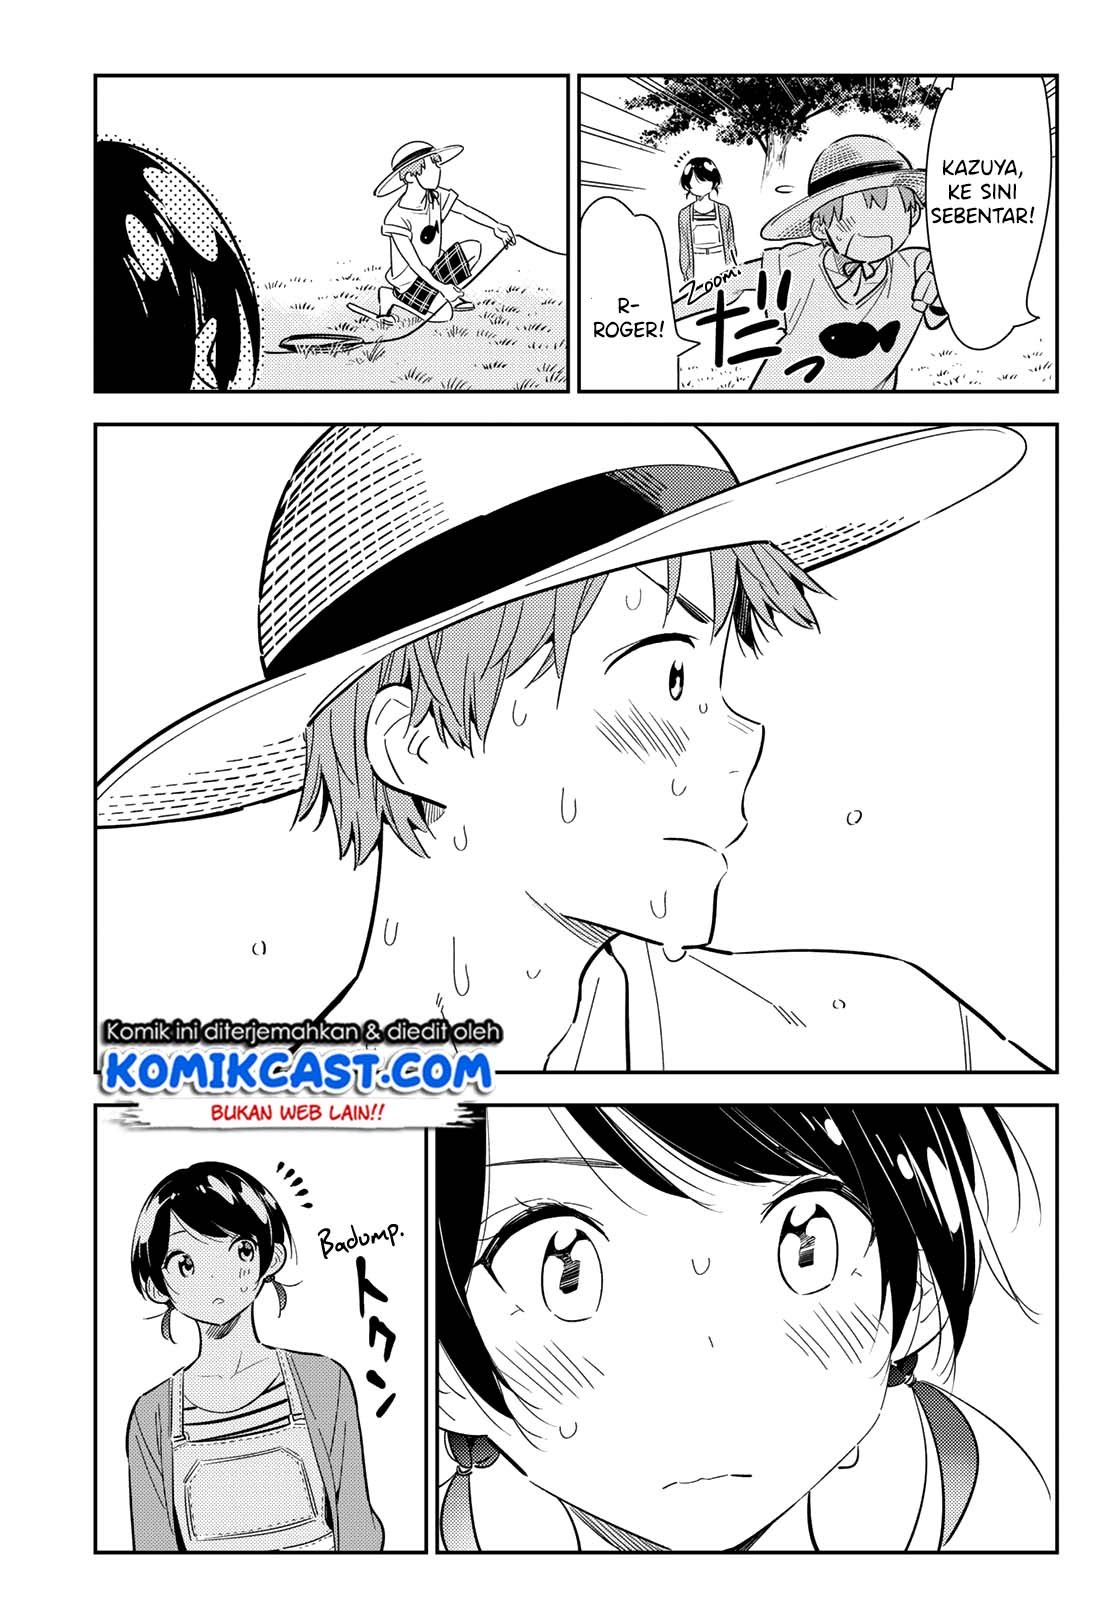 KAZUYA,
KE SINI
SEBENTAR!
R-
ROGER!
ZOOM.
ダッ
Komik ini diterjemahkan & diedit oleh
KOMIKCAST.COM
BUKAN WEB LAIN!!
Badump.
トクン